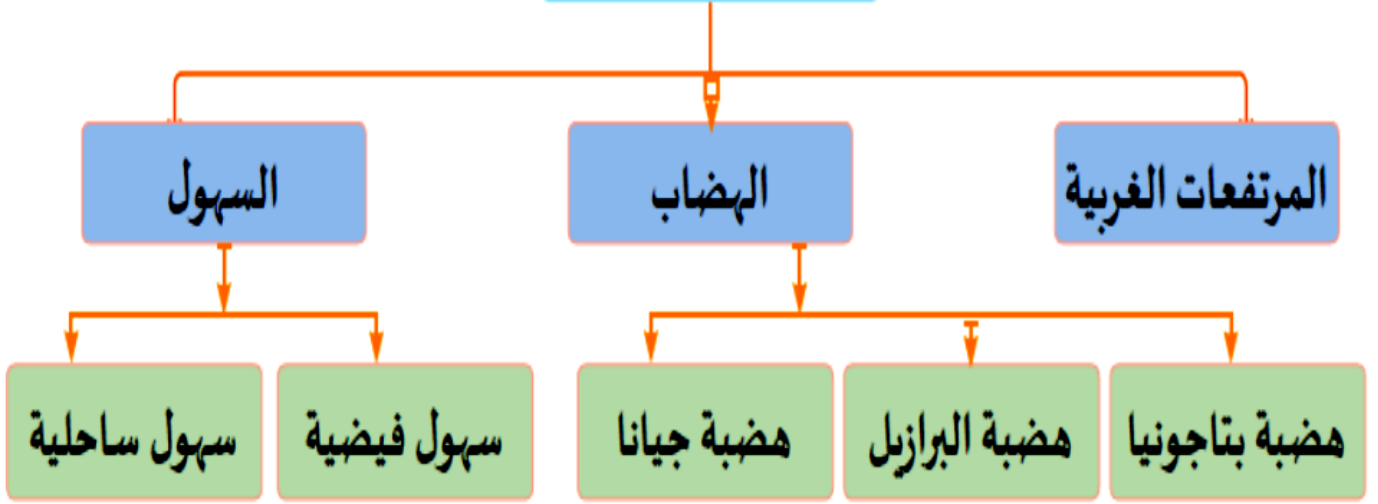 المرتفعات الغربية
الهضاب
السهول
هضبة بتاجونيا
هضبة البرازيل
هضبة جيانا
سهول فيضية
سهول ساحلية